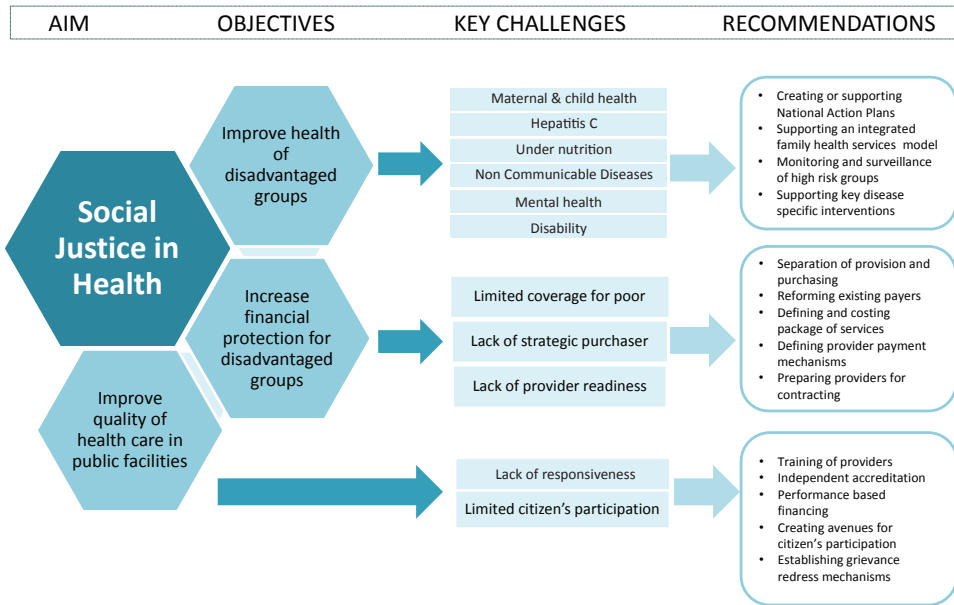 AIM OBJECTIVES KEY CHALLENGES RECOMMENDATIONS
Social
Justice in
Health
Improve health
of
disadvantaged
groups
Maternal & child health
Hepatitis C
Under nutrition
Non Communicable Diseases
Mental health
Disability
• Creating or supporting
National Action Plans
• Supporting an integrated
family health services model
• Monitoring and surveillance
of high risk groups
• Supporting key disease
specific interventions
Increase
financial
protection for
disadvantaged
groups
Limited coverage for poor
Lack of strategic purchaser
Lack of provider readiness
• Separation of provision and
purchasing
• Reforming existing payers
• Defining and costing
package of services
• Defining provider payment
mechanisms
• Preparing providers for
contracting
Improve
quality of
health care in
public facilities
Lack of responsiveness
Limited citizen's participation
• Training of providers
• Independent accreditation
• Performance based
financing
• Creating avenues for
citizen's participation
• Establishing grievance
redress mechanisms